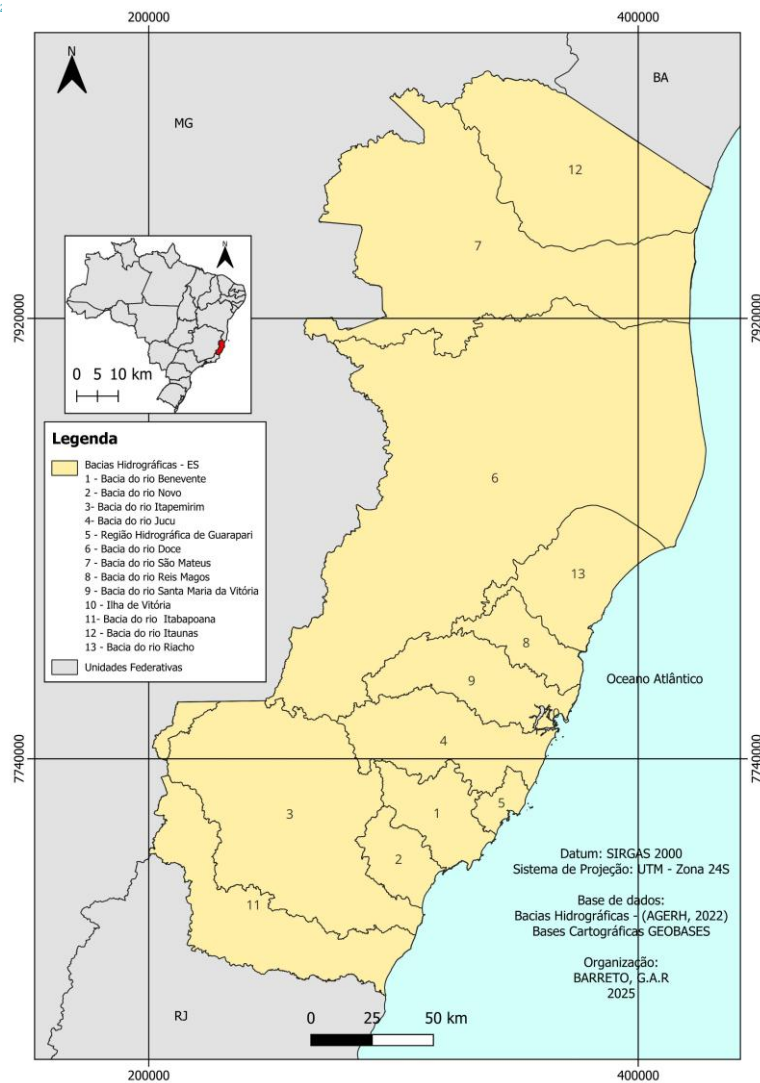 200000
400000
N
BA
MG
12
7
N
7920000
7920000
0 5 10 km
Legenda
Bacias Hidrográficas - ES
1 - Bacia do rio Benevente
2 - Bacia do rio Novo
3- Bacia do rio Itapemirim
4- Bacia do rio Jucu
5 - Região Hidrográfica de Guarapari
6 - Bacia do rio Doce
7 - Bacia do rio São Mateus
8 - Bacia do rio Reis Magos
9 - Bacia do rio Santa Maria da Vitória
10 - Ilha de Vitória
11- Bacia do rio Itabapoana
12 - Bacia do rio Itaunas
13 - Bacia do rio Riacho
Unidades Federativas
6
13
8
9
Oceano Atlântico
10
4
7740000
7740000
5
3
1
2
11
Datum: SIRGAS 2000
Sistema de Projeção: UTM - Zona 24S
Base de dados:
Bacias Hidrográficas - (AGERH, 2022)
Bases Cartográficas GEOBASES
Organização:
BARRETO, G.A.R
2025
RJ
0 25 50 km
200000
400000